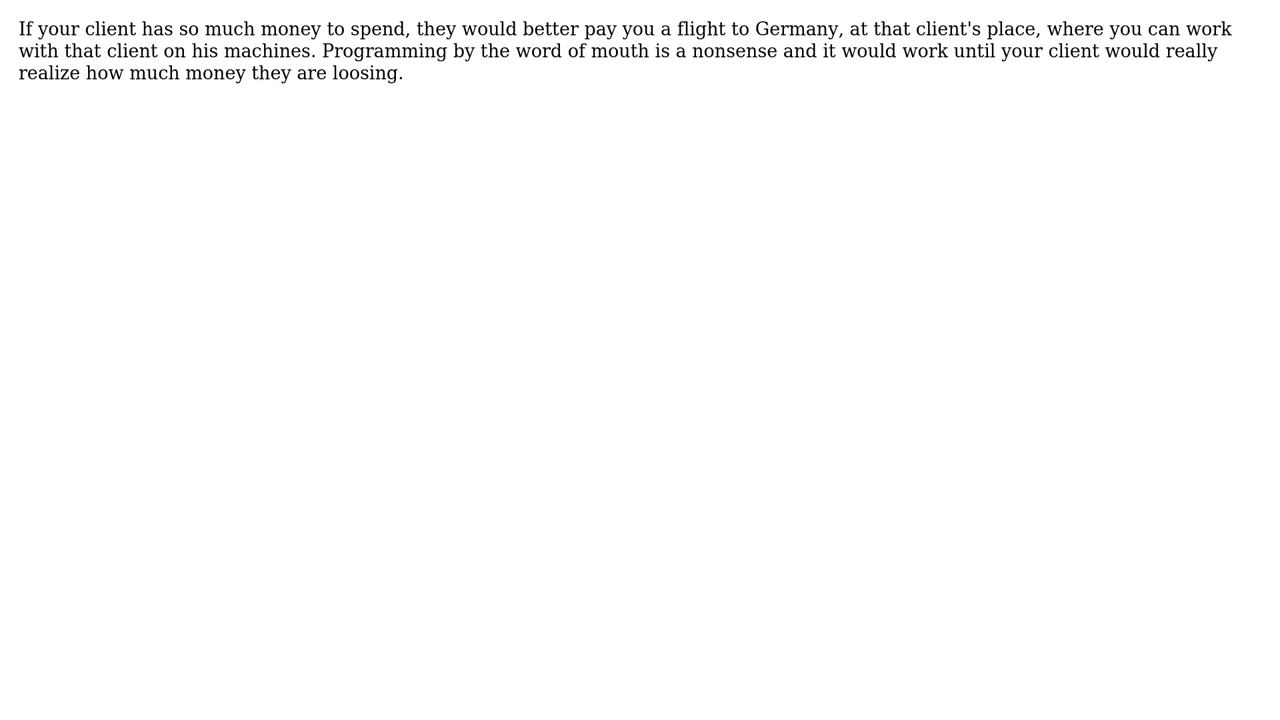 If your client has so much money to spend, they would better pay you a flight to Germany, at that client's place, where you can work
with that client on his machines. Programming by the word of mouth is a nonsense and it would work until your client would really
realize how much money they are loosing.